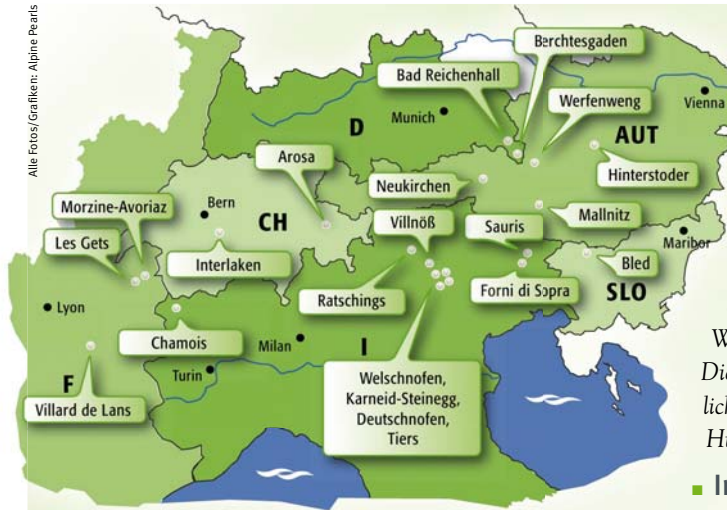 Alle Fotos/Grafiken: Alpine Pearls
Berchtesgaden
Bad Reichenhall
Werfenweng
Vienna
Munich
D
AUT
Arosa
Hinterstoder
Neukirchen
Morzine-Avoriaz
Bern
CH
Villnöß
Sauris
Mallnitz
Maribor
Les Gets
Interlaken
Bled
Ratschings
Forni di Sopra
SLO
Lyon
Chamois
Milan
I
Turin
F
Villard de Lans
Welschnofen,
Karneid-Steinegg,
Deutschnofen,
Tiers
W
Di
lich
H